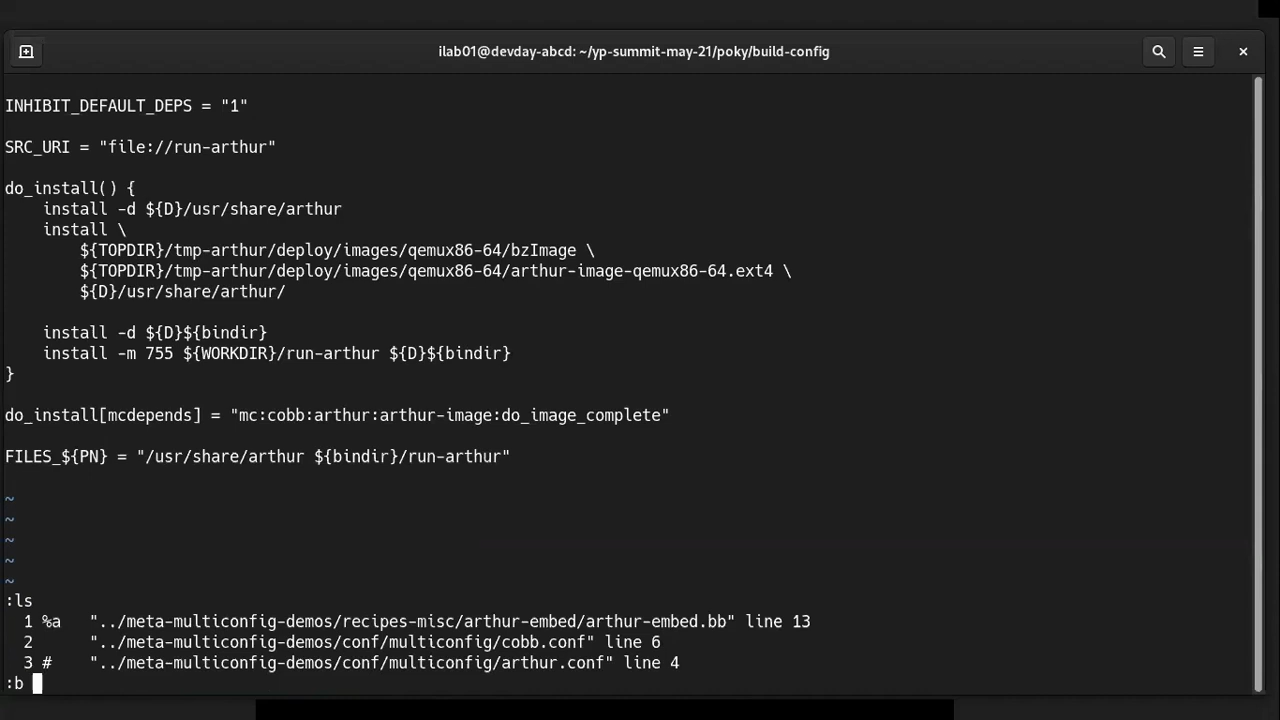 ilab01@devday-abcd: ~/yp-summit-may-21/poky/build-config
INHIBIT_DEFAULT_DEPS = "1"
SRC_URI = "file://run-arthur"
do_install() {
    install -d ${D}/usr/share/arthur
    install \
        ${TOPDIR}/tmp-arthur/deploy/images/qemux86-64/bzImage \
        ${TOPDIR}/tmp-arthur/deploy/images/qemux86-64/arthur-image-qemux86-64.ext4 \
        ${D}/usr/share/arthur/
    install -d ${D}${bindir}
    install -m 755 ${WORKDIR}/run-arthur ${D}${bindir}
}
do_install[mcdepends] = "mc:cobb:arthur:arthur-image:do_image_complete"
FILES_${PN} = "/usr/share/arthur ${bindir}/run-arthur"
~
~
~
~
~
:ls
  1 %a   "../meta-multiconfig-demos/recipes-misc/arthur-embed/arthur-embed.bb" line 13
  2      "../meta-multiconfig-demos/conf/multiconfig/cobb.conf" line 6
  3 #    "../meta-multiconfig-demos/conf/multiconfig/arthur.conf" line 4
:b